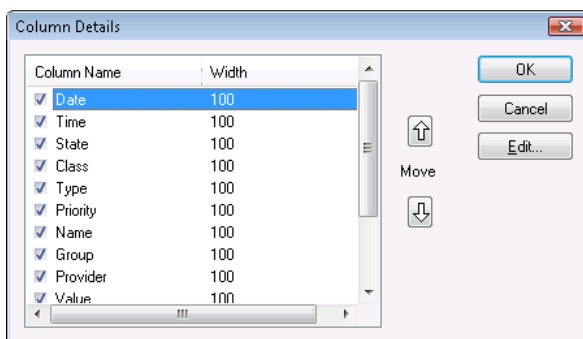 Column Details
Column Name Width
Date 100
Time 100
State 100
Class 100
Type 100
Priority 100
Name 100
Group 100
Provider 100
Value 100
Move
OK
Cancel
Edit...